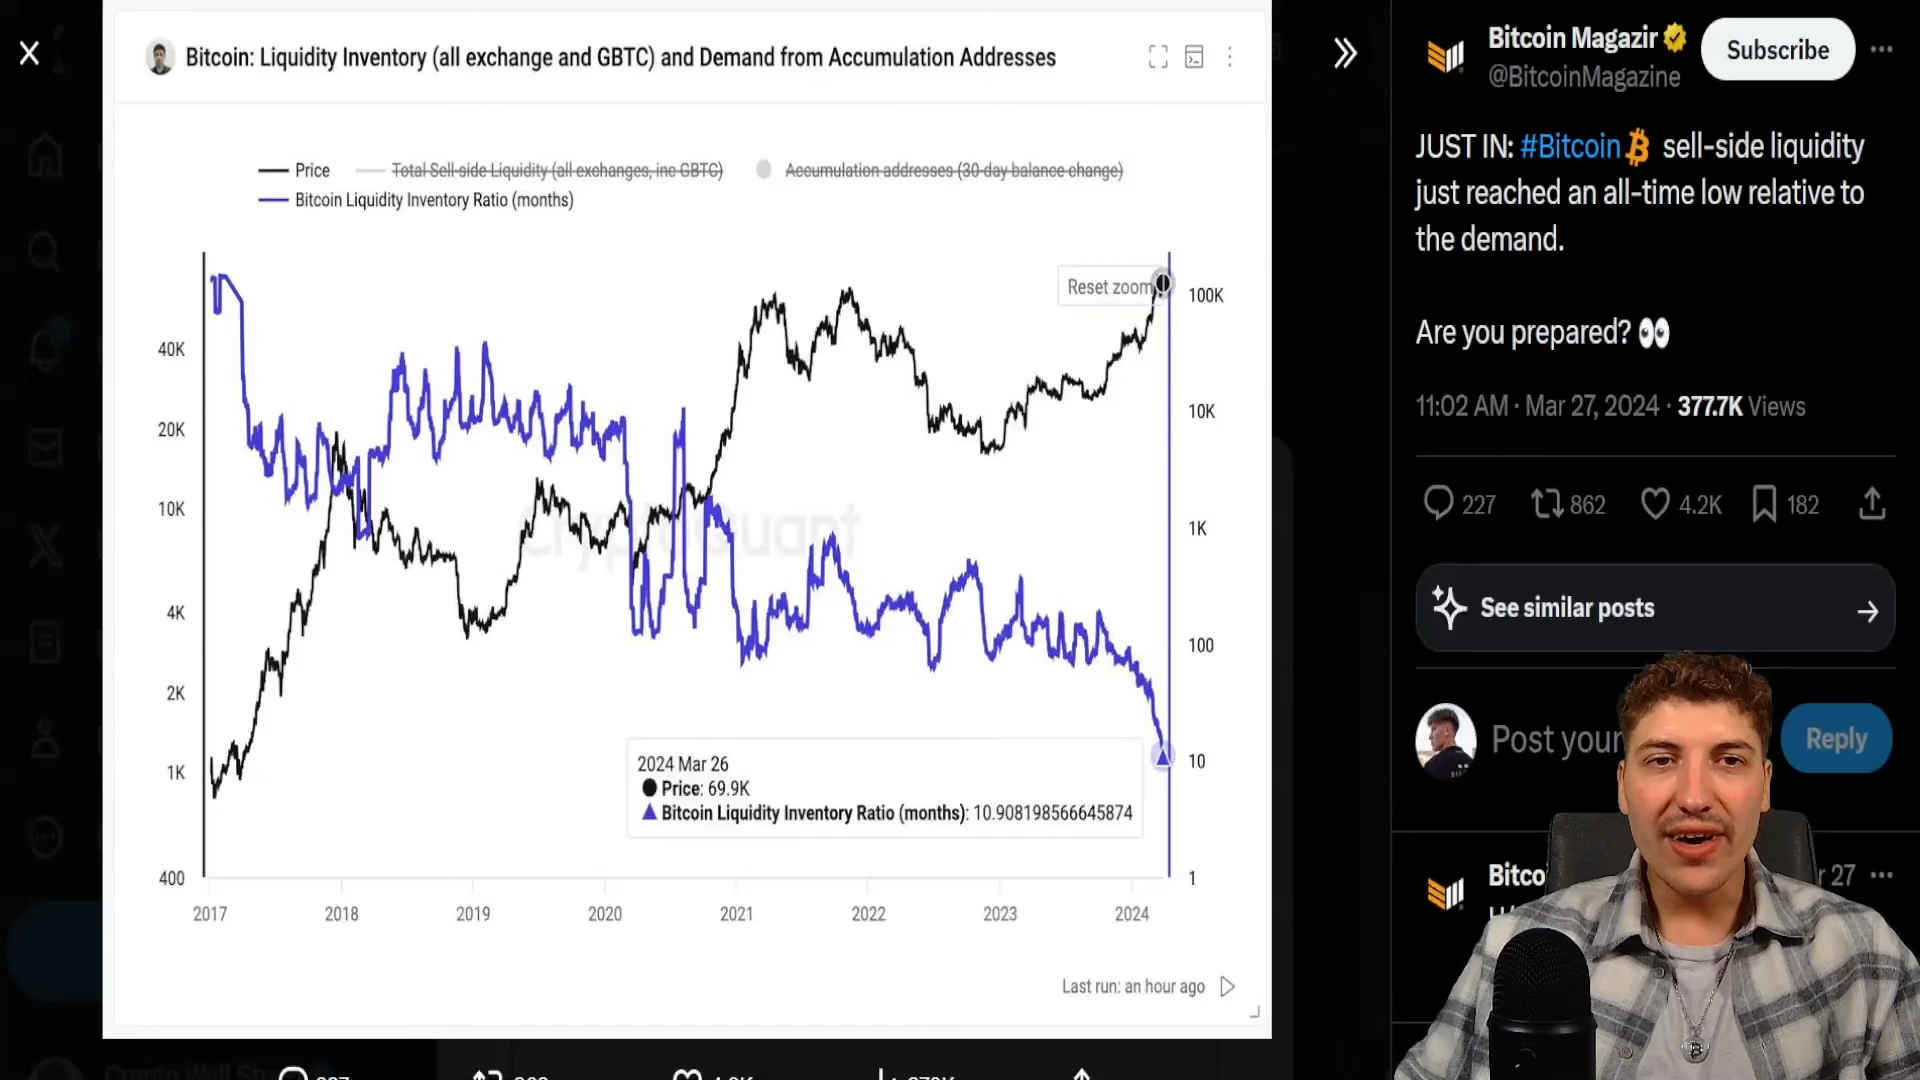 Bitcoin: Liquidity Inventory (all exchange and GBTC) and Demand from Accumulation Addresses
Price
Total Sell-side Liquidity (all exchanges, inc GBTC)
Accumulation addresses (30-day balance change)
Bitcoin Liquidity Inventory Ratio (months)
Reset zoom
40K
20K
10K
4K
2K
1K
400
100K
10K
1K
100
10
1
CryptoQuant
2024 Mar 26
Price: 69.9K
Bitcoin Liquidity Inventory Ratio (months): 10.908198566645874
2017
2018
2019
2020
2021
2022
2023
2024
Last run: an hour ago
Bitcoin Magazin
@BitcoinMagazine
Subscribe
JUST IN: #Bitcoin sell-side liquidity
just reached an all-time low relative to
the demand.
Are you prepared? 👀
11:02 AM · Mar 27, 2024 · 377.7K Views
227
862
4.2K
182
See similar posts
Post your
Reply
Bitco
r 27